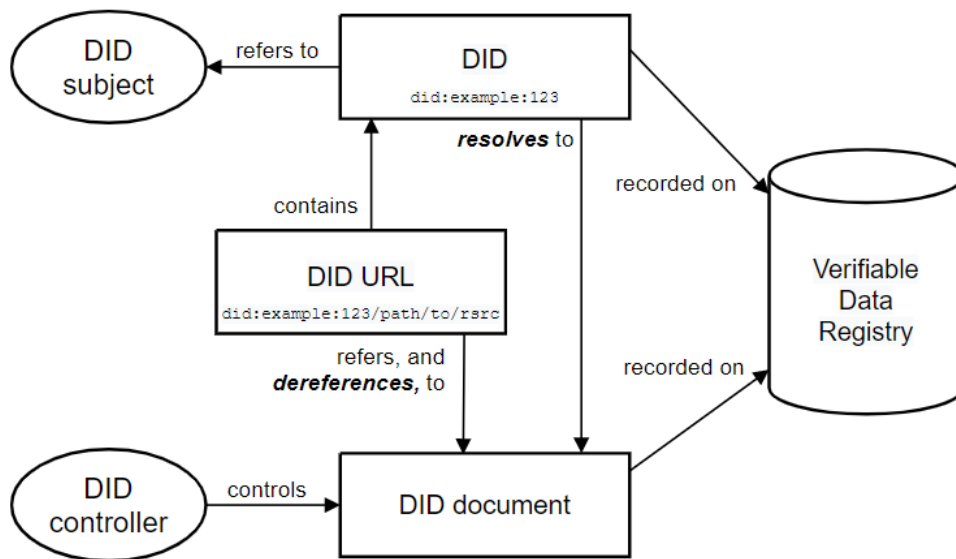 DID
subject
refers to
DID
did:example:123
resolves to
recorded on
contains
DID URL
did:example:123/path/to/rsrc
Verifiable
Data
Registry
refers, and
dereferences, to
recorded on
DID
controller
controls
DID document